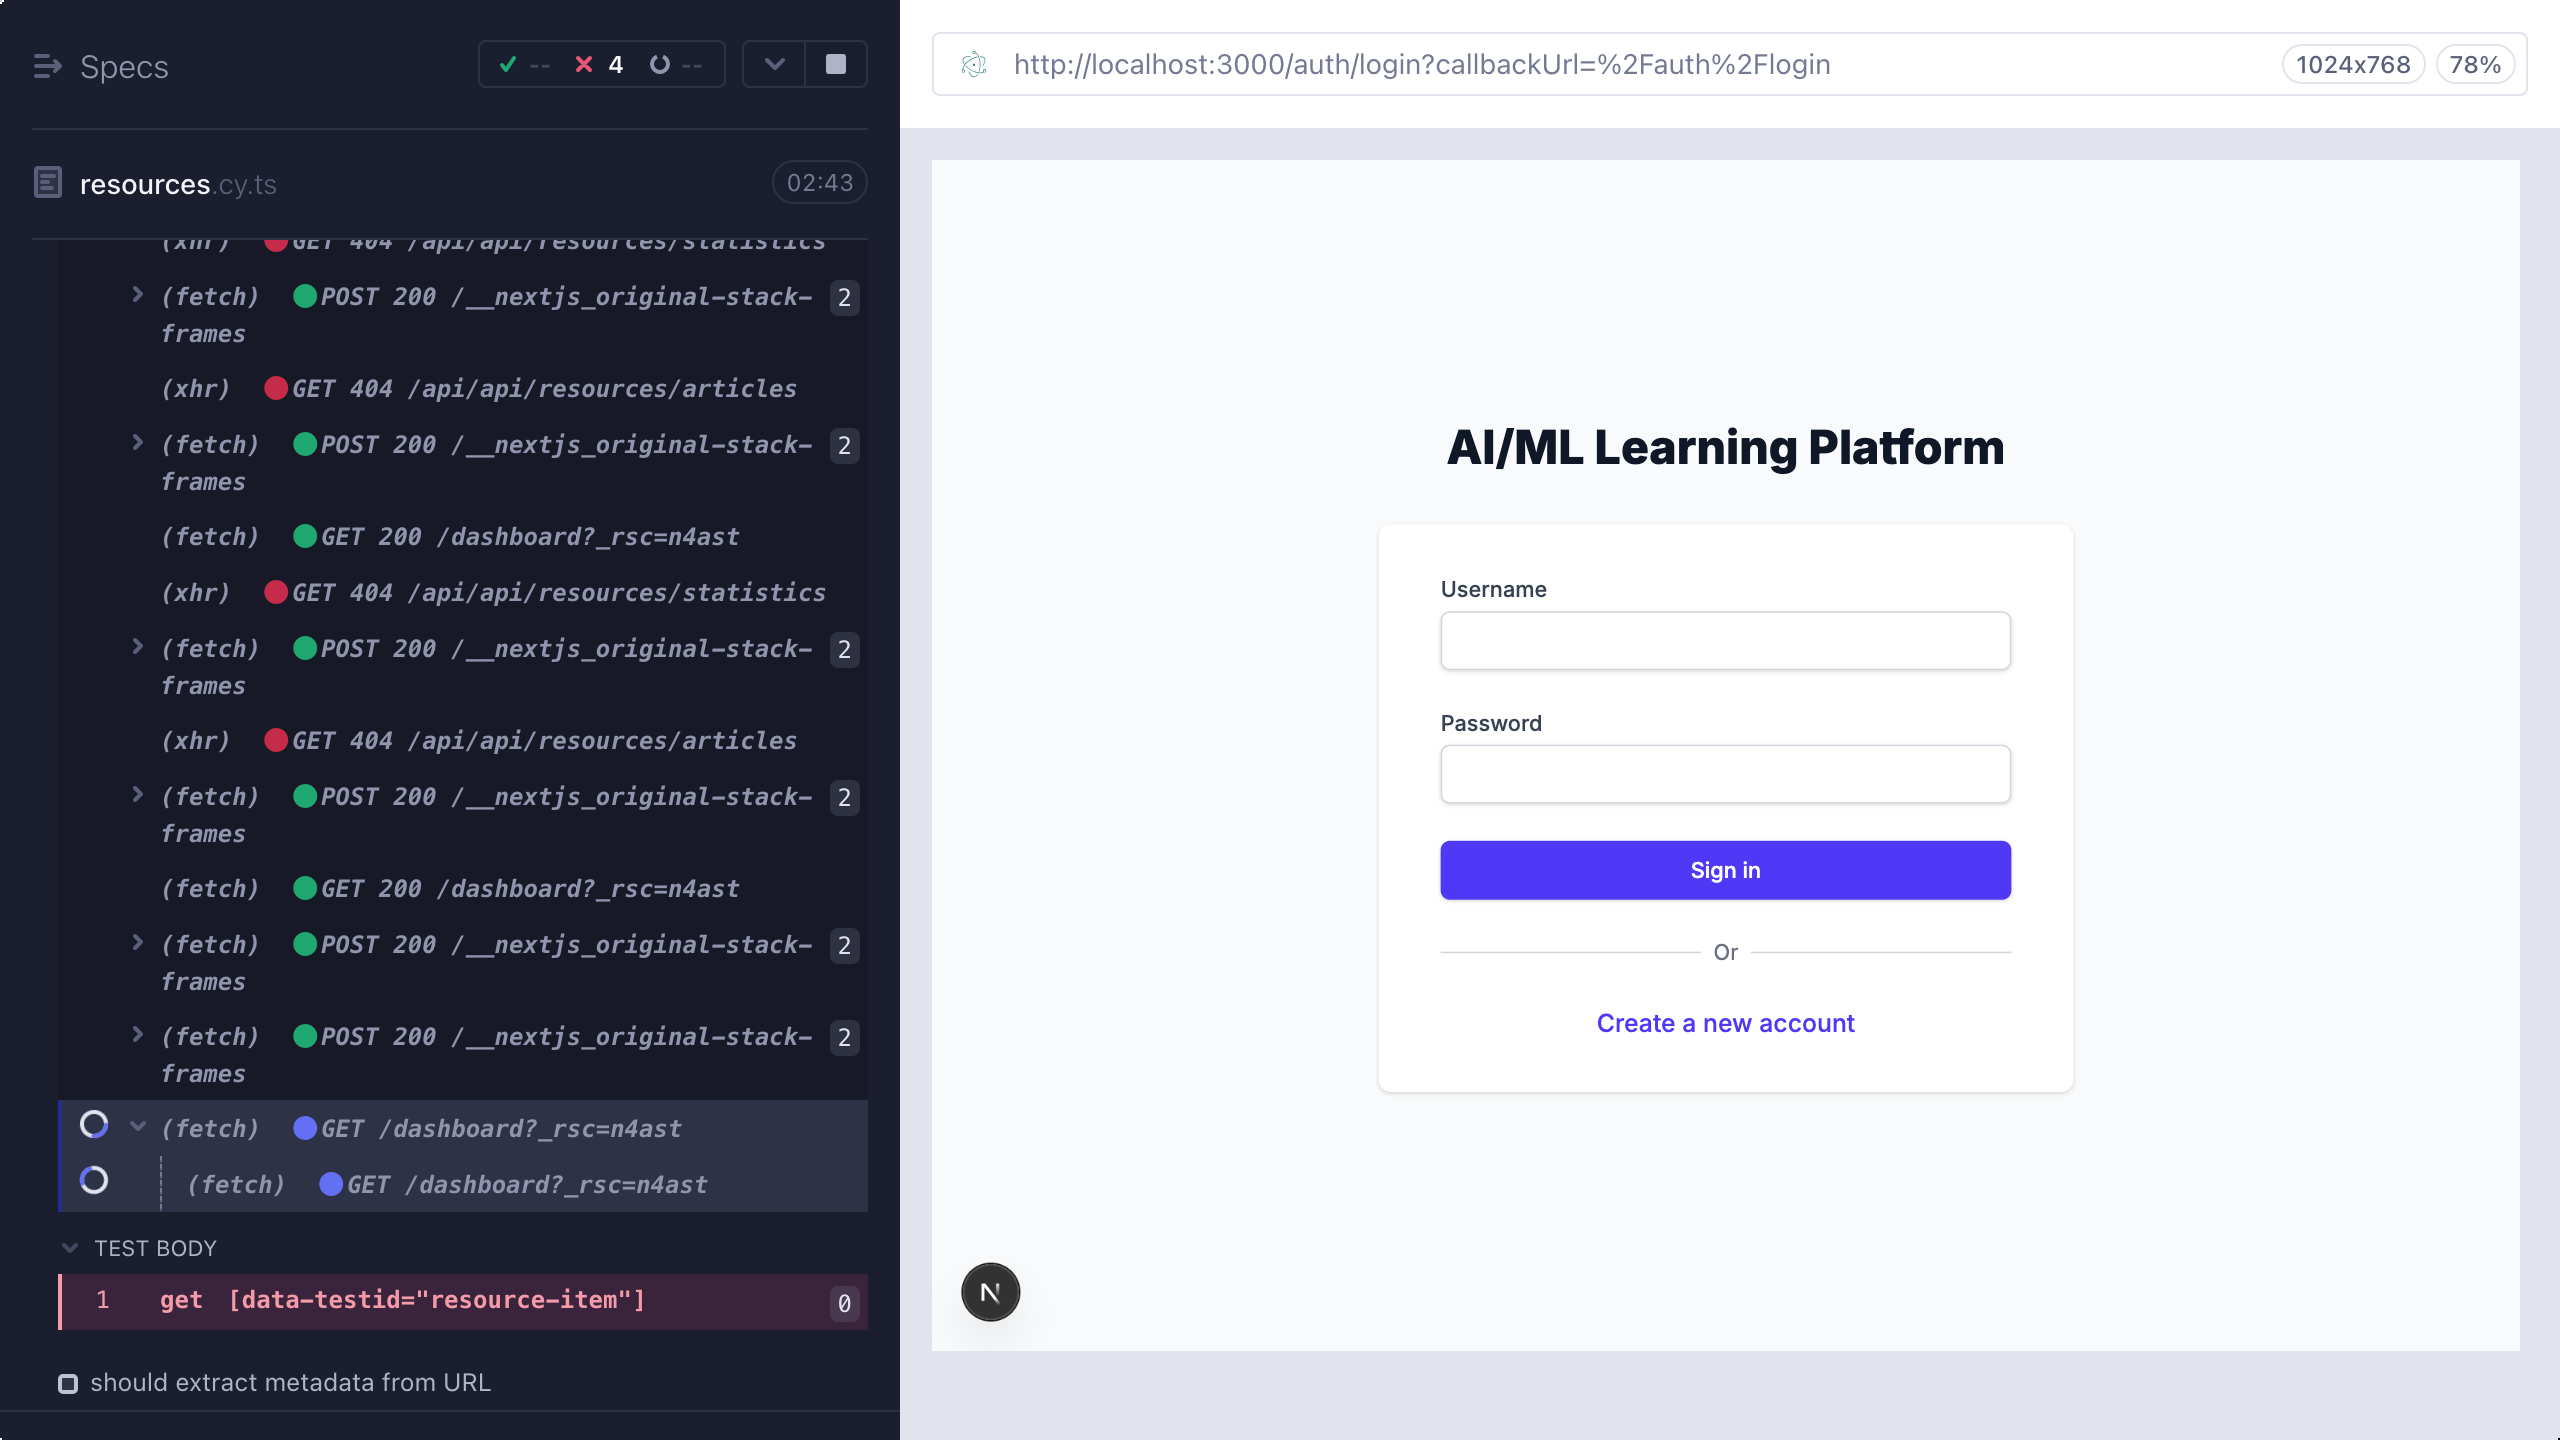 Specs
-- 4 --
resources.cy.ts
02:43
(xhr) GET 404 /api/api/resources/statistics
(fetch) POST 200 /__nextjs_original-stack- 2
frames
(xhr) GET 404 /api/api/resources/articles
(fetch) POST 200 /__nextjs_original-stack- 2
frames
(fetch) GET 200 /dashboard?_rsc=n4ast
(xhr) GET 404 /api/api/resources/statistics
(fetch) POST 200 /__nextjs_original-stack- 2
frames
(xhr) GET 404 /api/api/resources/articles
(fetch) POST 200 /__nextjs_original-stack- 2
frames
(fetch) GET 200 /dashboard?_rsc=n4ast
(fetch) POST 200 /__nextjs_original-stack- 2
frames
(fetch) POST 200 /__nextjs_original-stack- 2
frames
(fetch) GET /dashboard?_rsc=n4ast
(fetch) GET /dashboard?_rsc=n4ast
TEST BODY
1 get [data-testid="resource-item"] 0
should extract metadata from URL
http://localhost:3000/auth/login?callbackUrl=%2Fauth%2Flogin
1024x768
78%
AI/ML Learning Platform
Username
Password
Sign in
Or
Create a new account
N